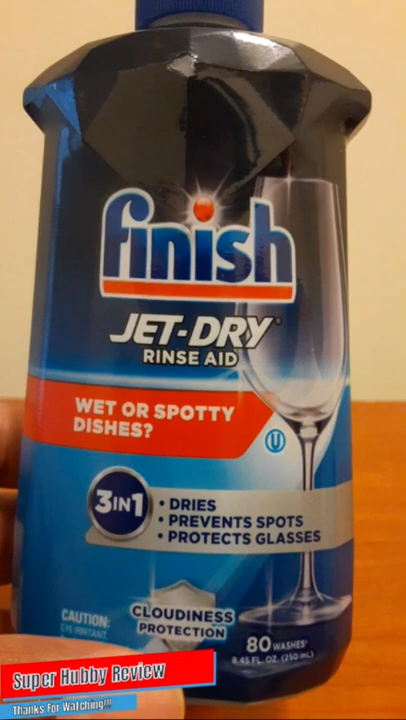 finish
JET-DRY®
RINSE AID
WET OR SPOTTY
DISHES?
U
3IN1
• DRIES
• PREVENTS SPOTS
• PROTECTS GLASSES
CLOUDINESS
PROTECTION
CAUTION:
EYE IRRITANT
80 WASHES†
8.45 FL. OZ. (250 mL)
Super Hubby Review
Thanks For Watching!!!